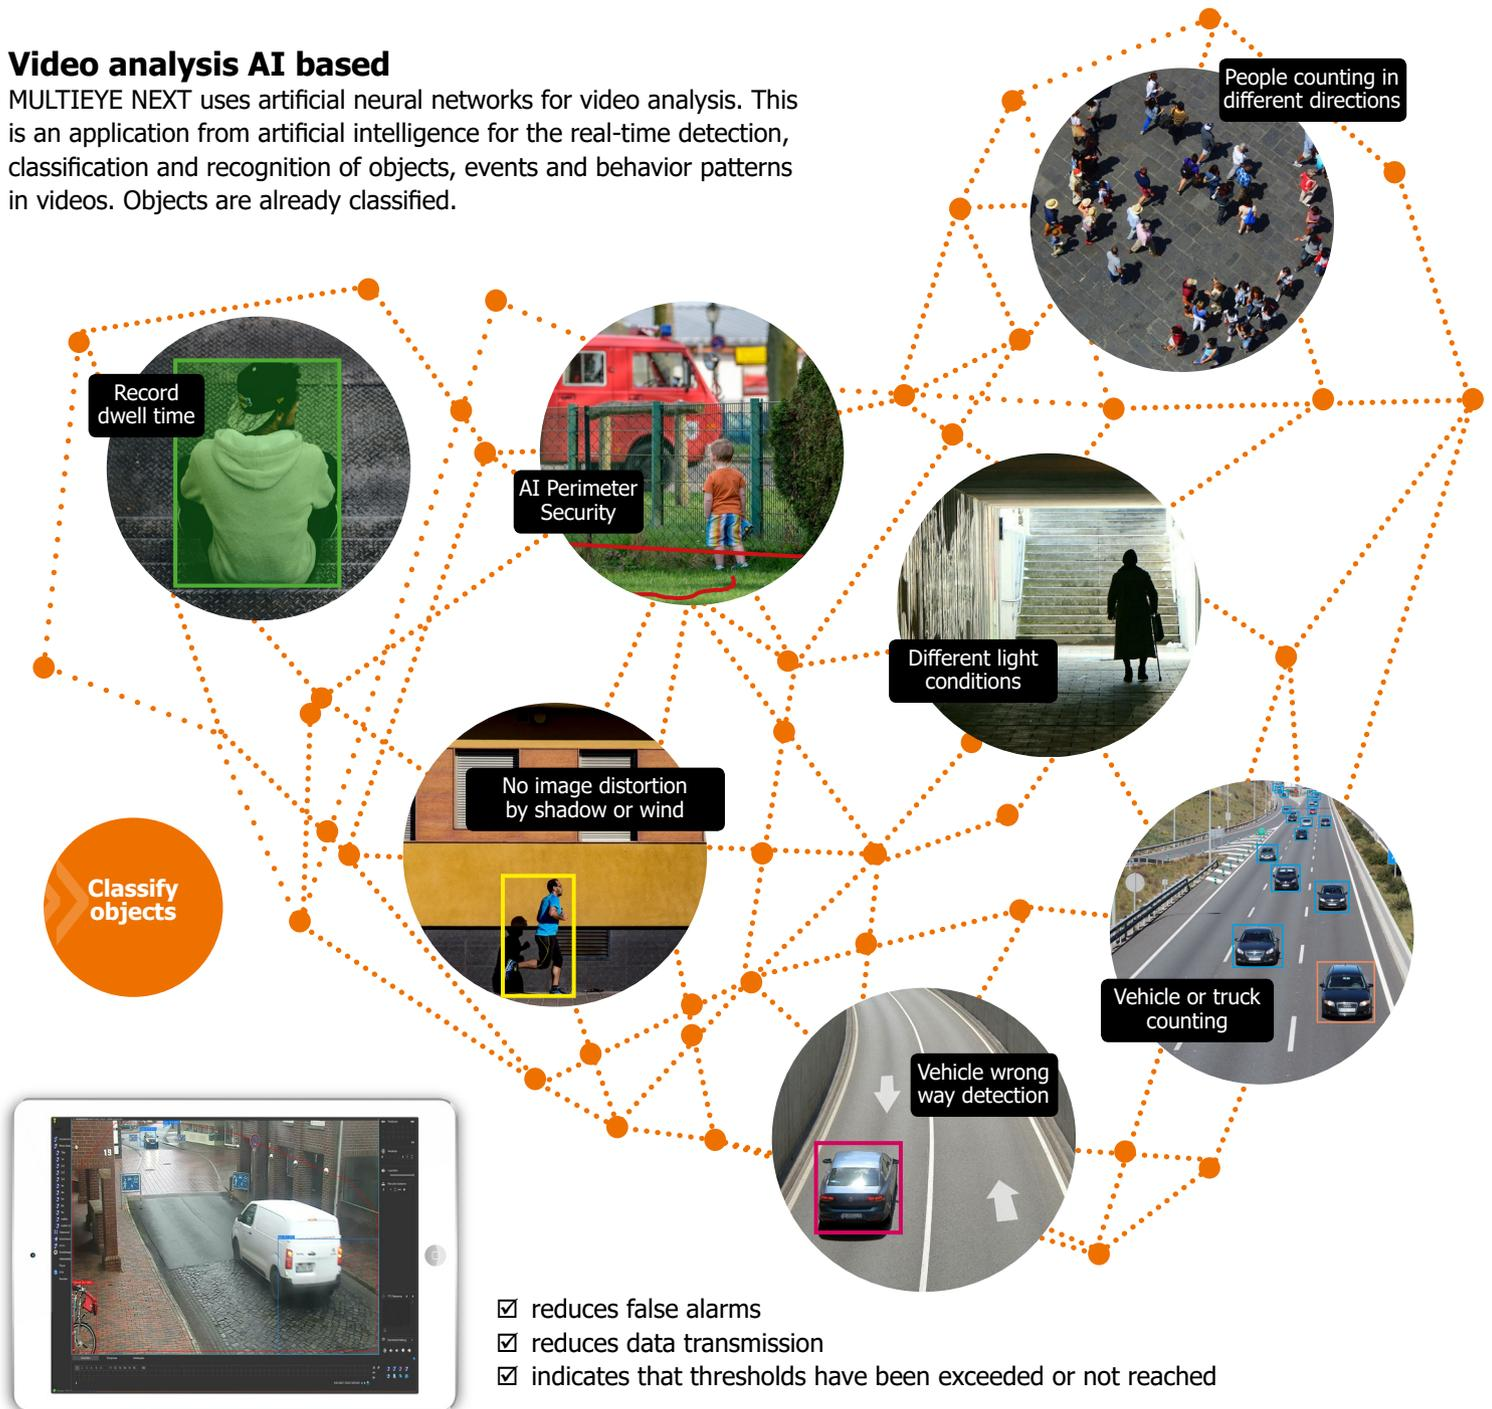 Video analysis AI based
MULTIEYE NEXT uses artificial neural networks for video analysis. This
is an application from artificial intelligence for the real-time detection,
classification and recognition of objects, events and behavior patterns
in videos. Objects are already classified.
People counting in
different directions
Record
dwell time
AI Perimeter
Security
Different light
conditions
No image distortion
by shadow or wind
Classify
objects
Vehicle or truck
counting
Vehicle wrong
way detection
19
☑ reduces false alarms
☑ reduces data transmission
☑ indicates that thresholds have been exceeded or not reached